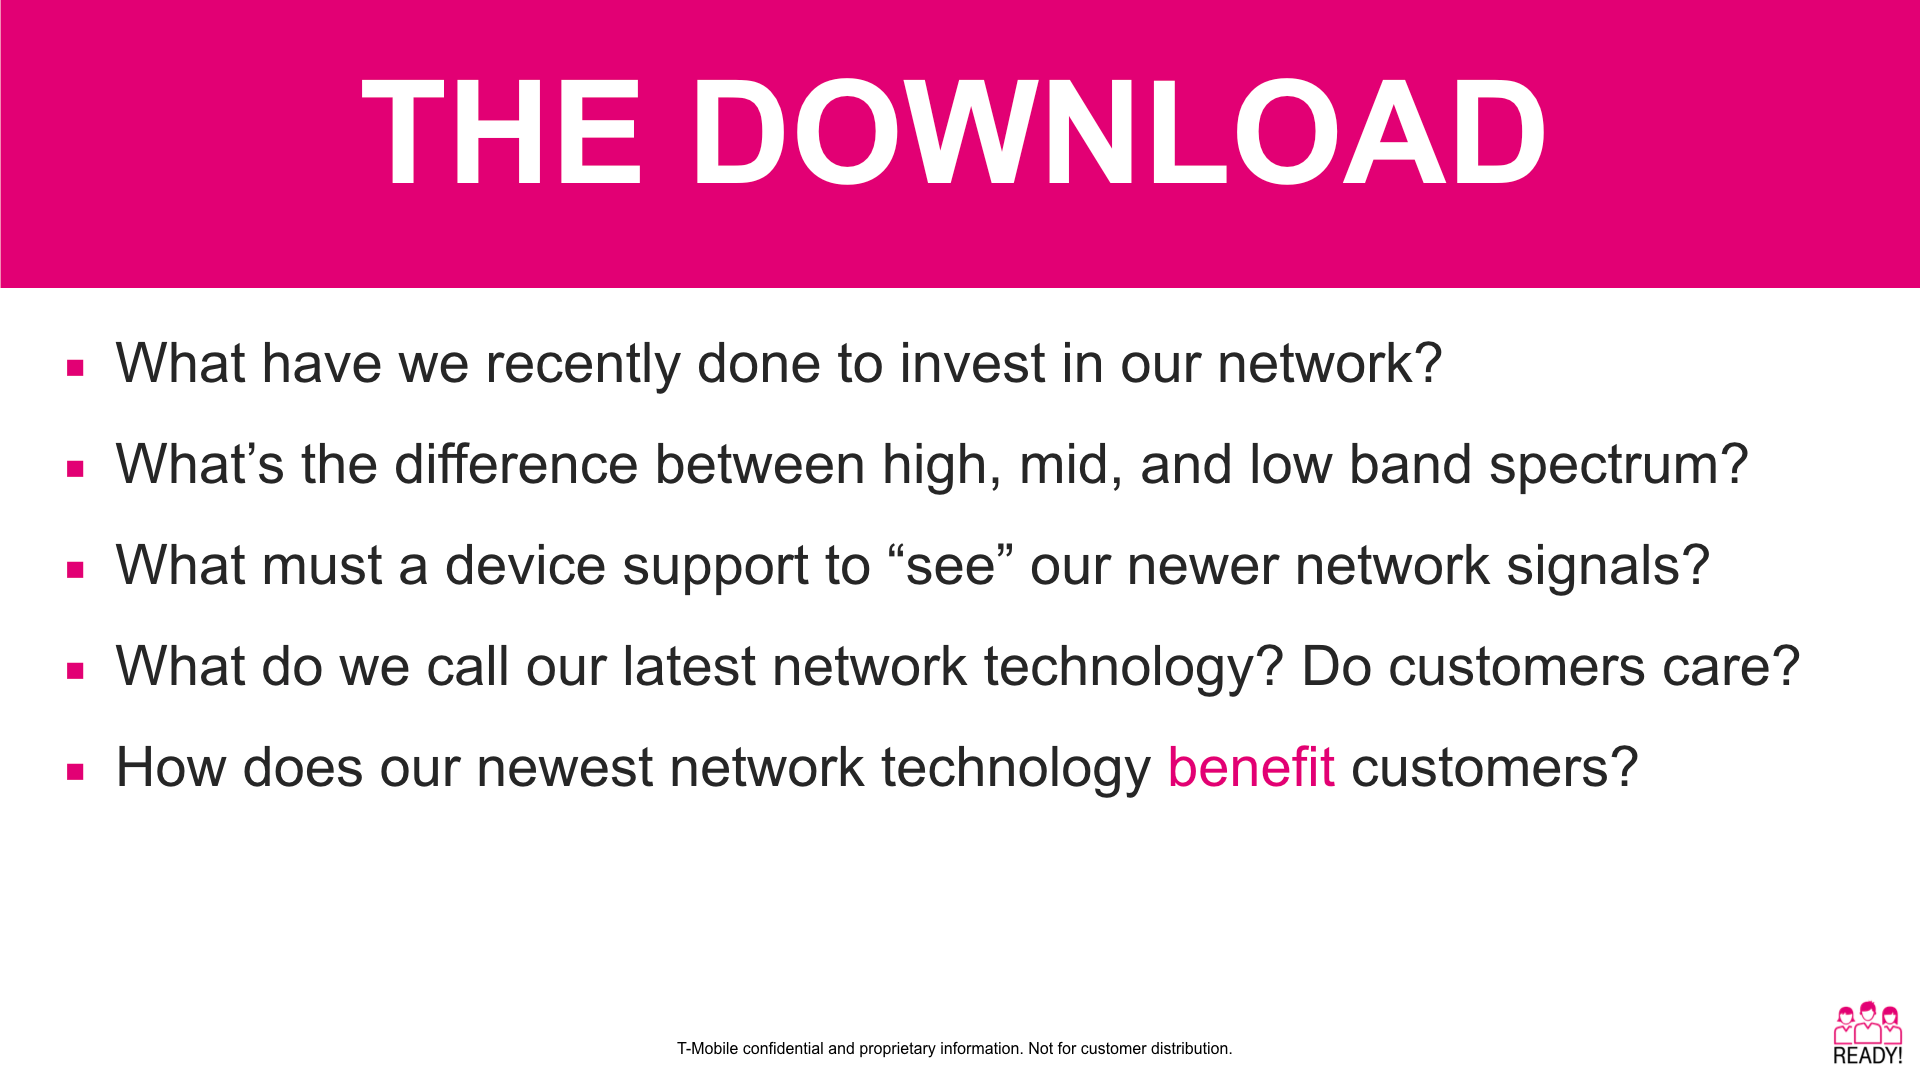 THE DOWNLOAD
What have we recently done to invest in our network?
What’s the difference between high, mid, and low band spectrum?
What must a device support to “see” our newer network signals?
What do we call our latest network technology? Do customers care?
How does our newest network technology benefit customers?
T-Mobile confidential and proprietary information. Not for customer distribution.
READY!